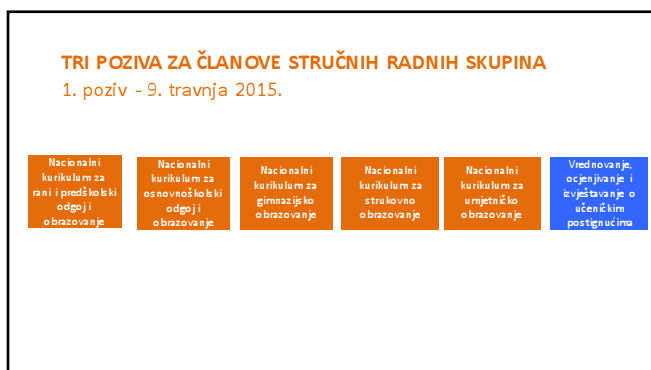 TRI POZIVA ZA ČLANOVE STRUČNIH RADNIH SKUPINA
1. poziv - 9. travnja 2015.
Nacionalni
kurikulum za
rani i predškolski
odgoj i
obrazovanje
Nacionalni
kurikulum za
osnovnoškolski
odgoj i
obrazovanje
Nacionalni
kurikulum za
gimnazijsko
obrazovanje
Nacionalni
kurikulum za
strukovno
obrazovanje
Nacionalni
kurikulum za
umjetničko
obrazovanje
Vrednovanje,
ocjenjivanje i
izvještavanje o
učeničkim
postignućima